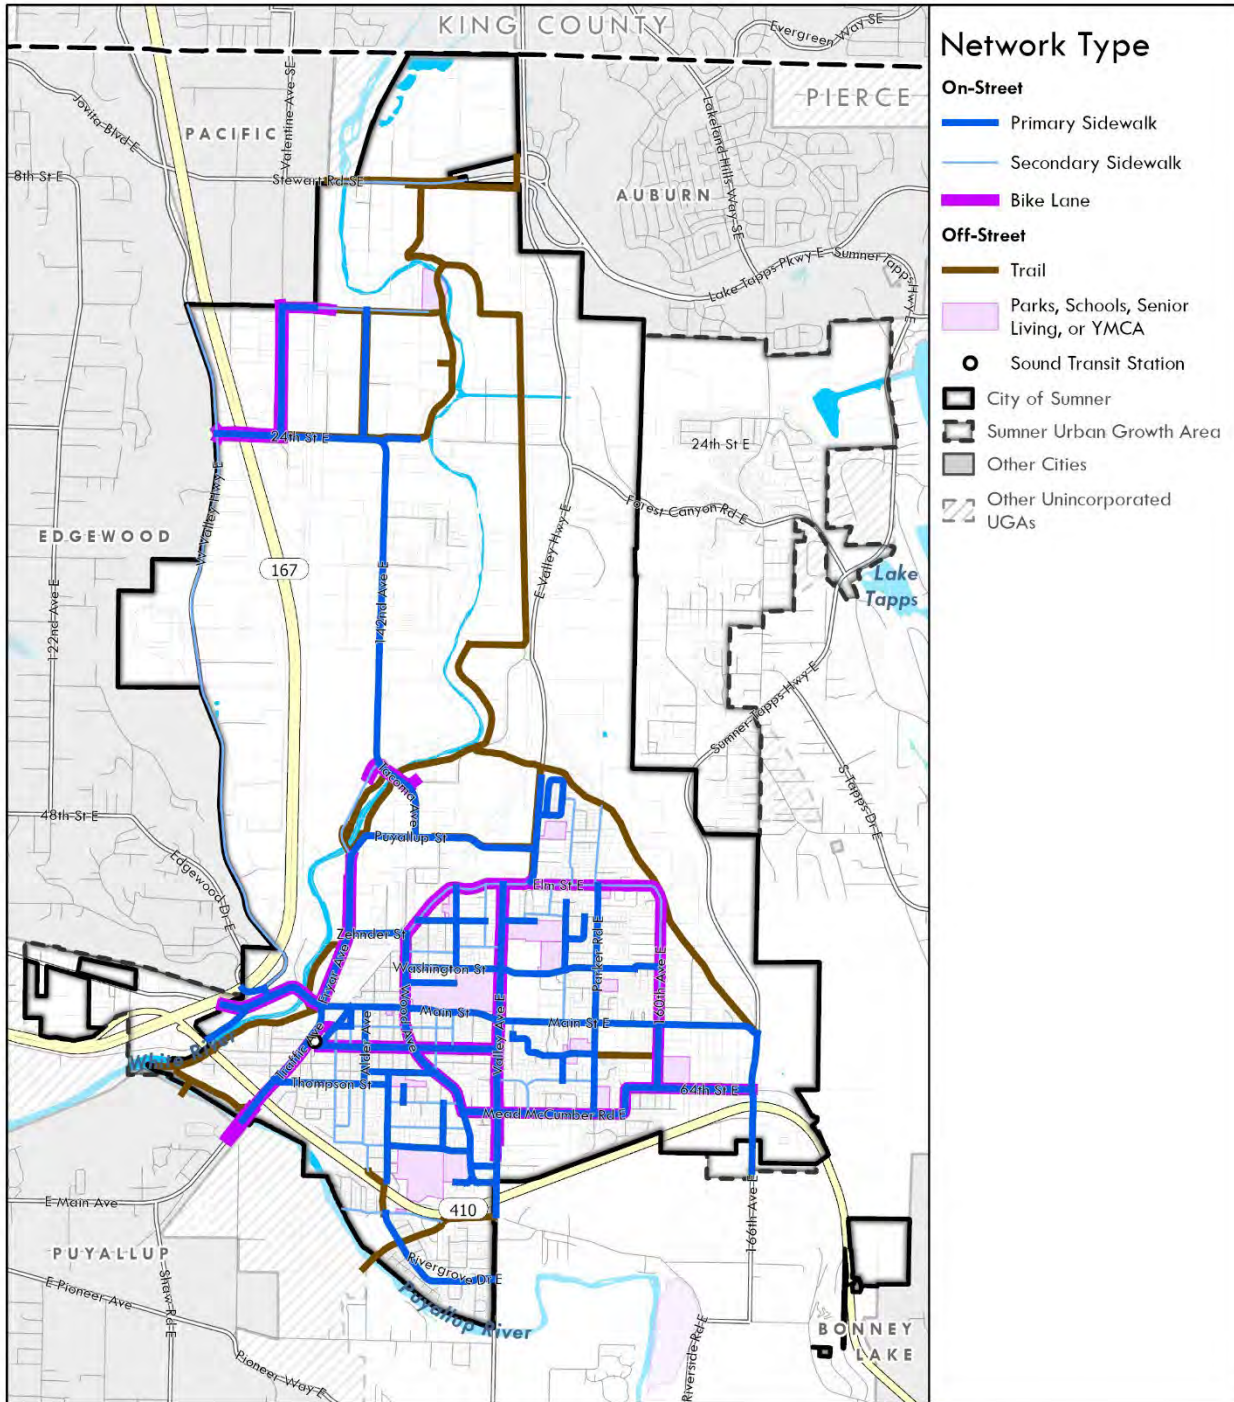 KING COUNTY
Evergreen Way SE
PIERCE
Jovita Blvd E
PACIFIC
Valentine Ave SE
Lakeland Hills Way SE
8th St E
Stewart Rd SE
AUBURN
Lake Tapps Pkwy E
Sumner Tapps Hwy E
24th St E
24th St E
W Valley Hwy E
E Valley Hwy E
Forest Canyon Rd E
EDGEWOOD
167
Lake
Tapps
122nd Ave E
142nd Ave E
Sumner Tapps Hwy E
S Tapps Dr E
Tacoma Ave
48th St E
Puyallup St
Edgewood Dr E
Elm St E
Zehnder St
Parker Rd E
Washington St
Fryar Ave
160th Ave E
Wood Ave
Valley Ave E
Main St
Main St E
Alder Ave
Traffic Ave
White River
Thompson St
64th St E
Mead McCumber Rd E
E Main Ave
410
166th Ave E
PUYALLUP
Shaw Rd E
Rivergrove Dr E
E Pioneer Ave
Puyallup River
Riverside Rd E
BONNEY
LAKE
Pioneer Way E
Network Type
On-Street
Primary Sidewalk
Secondary Sidewalk
Bike Lane
Off-Street
Trail
Parks, Schools, Senior
Living, or YMCA
Sound Transit Station
City of Sumner
Sumner Urban Growth Area
Other Cities
Other Unincorporated
UGAs